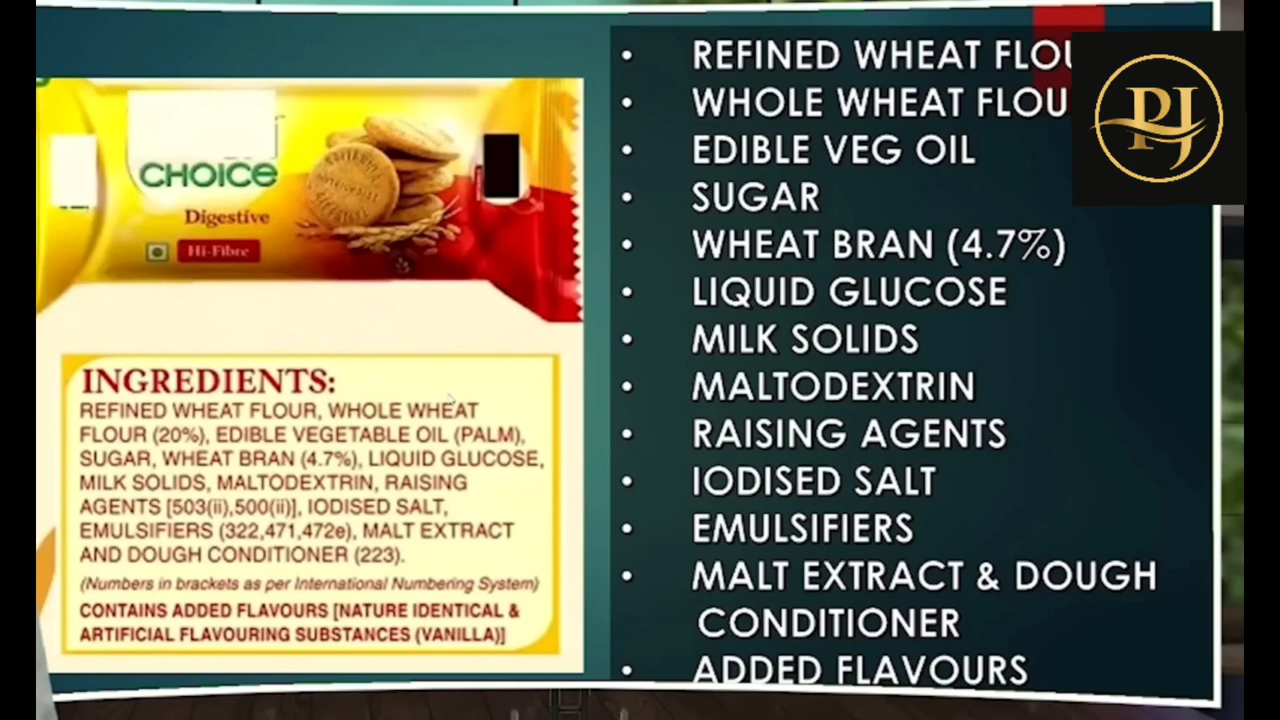 CHOICE
Digestive
Hi-Fibre
INGREDIENTS:
REFINED WHEAT FLOUR, WHOLE WHEAT
FLOUR (20%), EDIBLE VEGETABLE OIL (PALM),
SUGAR, WHEAT BRAN (4.7%), LIQUID GLUCOSE,
MILK SOLIDS, MALTODEXTRIN, RAISING
AGENTS [503(ii),500(ii)], IODISED SALT,
EMULSIFIERS (322,471,472e), MALT EXTRACT
AND DOUGH CONDITIONER (223).
(Numbers in brackets as per International Numbering System)
CONTAINS ADDED FLAVOURS [NATURE IDENTICAL &
ARTIFICIAL FLAVOURING SUBSTANCES (VANILLA)]
• REFINED WHEAT FLOU
• WHOLE WHEAT FLOU
• EDIBLE VEG OIL
• SUGAR
• WHEAT BRAN (4.7%)
• LIQUID GLUCOSE
• MILK SOLIDS
• MALTODEXTRIN
• RAISING AGENTS
• IODISED SALT
• EMULSIFIERS
• MALT EXTRACT & DOUGH
CONDITIONER
• ADDED FLAVOURS
PJ